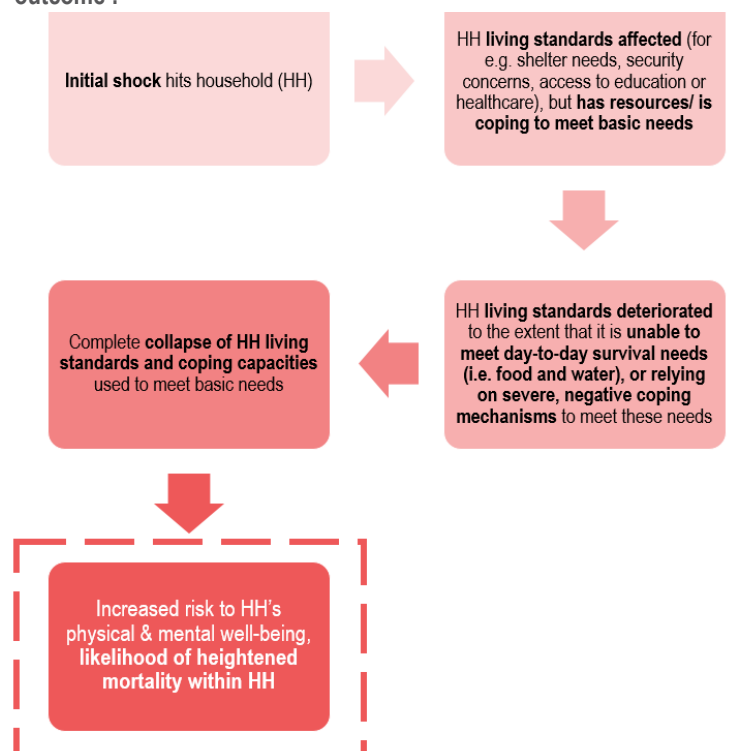 outcome :
Initial shock hits household (HH)
HH living standards affected (for
e.g. shelter needs, security
concerns, access to education or
healthcare), but has resources/ is
coping to meet basic needs
HH living standards deteriorated
to the extent that it is unable to
meet day-to-day survival needs
(i.e. food and water), or relying
on severe, negative coping
mechanisms to meet these needs
Complete collapse of HH living
standards and coping capacities
used to meet basic needs
Increased risk to HH’s
physical & mental well-being,
likelihood of heightened
mortality within HH